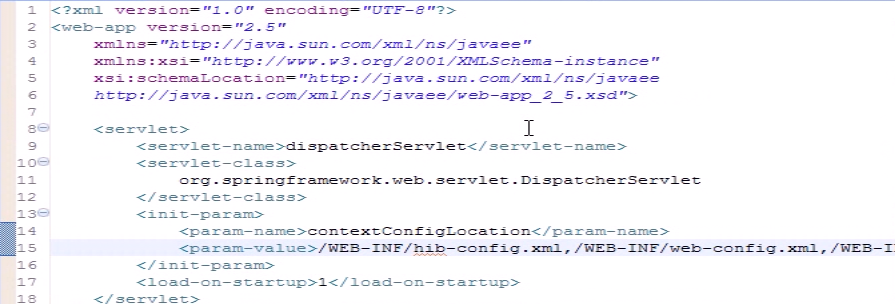 1 <?xml version="1.0" encoding="UTF-8"?>
2 <web-app version="2.5"
3 xmlns="http://java.sun.com/xml/ns/javaee"
4 xmlns:xsi="http://www.w3.org/2001/XMLSchema-instance"
5 xsi:schemaLocation="http://java.sun.com/xml/ns/javaee
6 http://java.sun.com/xml/ns/javaee/web-app_2_5.xsd">
7
8 <servlet>
9 <servlet-name>dispatcherServlet</servlet-name>
10 <servlet-class>
11 org.springframework.web.servlet.DispatcherServlet
12 </servlet-class>
13 <init-param>
14 <param-name>contextConfigLocation</param-name>
15 <param-value>/WEB-INF/hib-config.xml,/WEB-INF/web-config.xml,/WEB-I
16 </init-param>
17 <load-on-startup>1</load-on-startup>
18 </servlet>